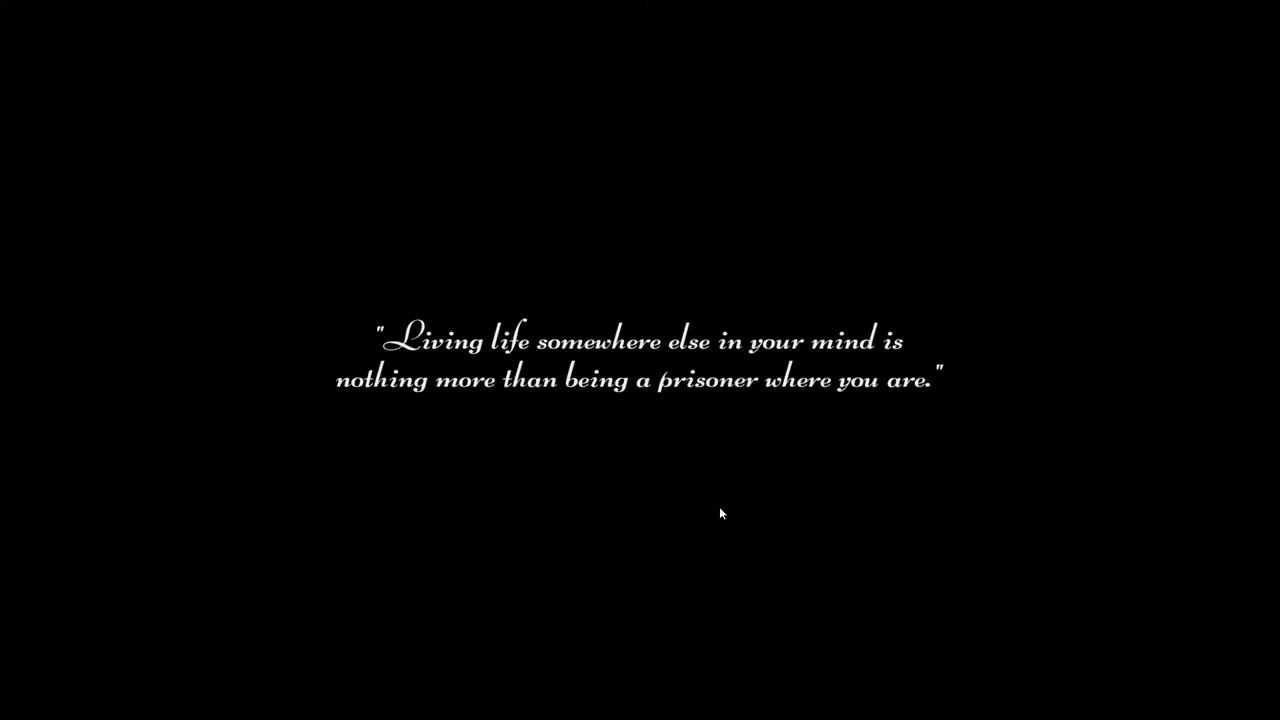 "Living life somewhere else in your mind is
nothing more than being a prisoner where you are."